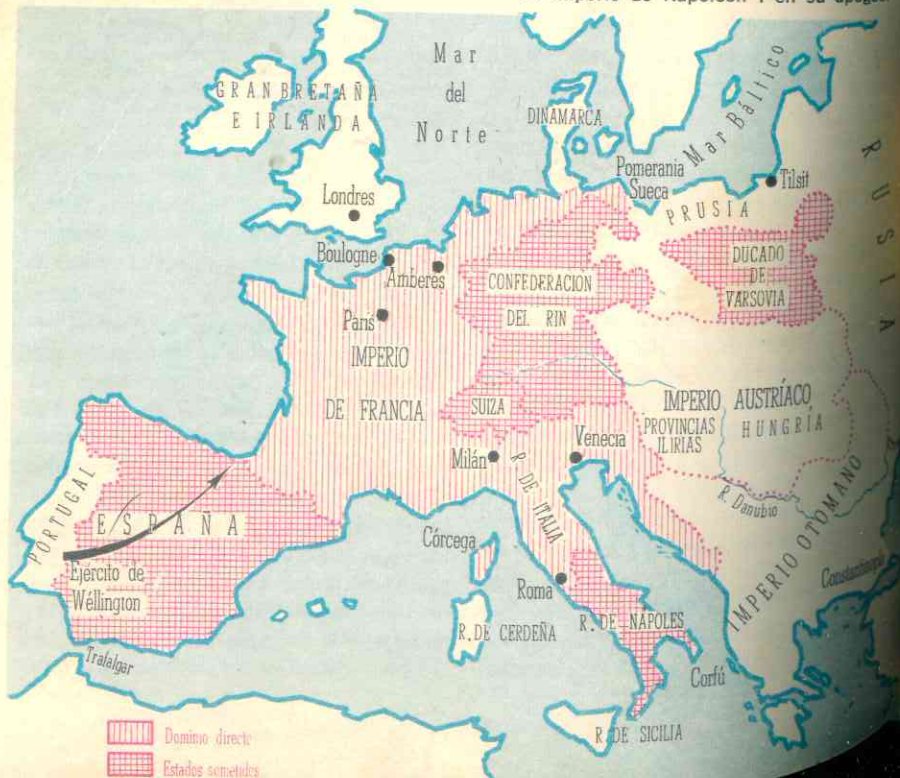 Imperio de Napoleón I en su apogeo
Mar
del
Norte
GRAN BRETAÑA
E IRLANDA
DINAMARCA
Mar Báltico
Pomerania
Sueca
Tilsit
PRUSIA
RUSIA
Londres
Boulogne
Amberes
CONFEDERACION
DEL RIN
DUCADO
DE
VARSOVIA
París
IMPERIO
DE FRANCIA
SUIZA
IMPERIO AUSTRÍACO
PROVINCIAS
ILIRIAS
HUNGRÍA
Milán
Venecia
R. DE ITALIA
R. Danubio
IMPERIO OTOMANO
PORTUGAL
ESPAÑA
Ejército de
Wéllington
Córcega
Roma
Constantinopla
R. DE CERDEÑA
R. DE NAPOLES
Trafalgar
Corfú
R. DE SICILIA
Dominio directo
Estados sometidos